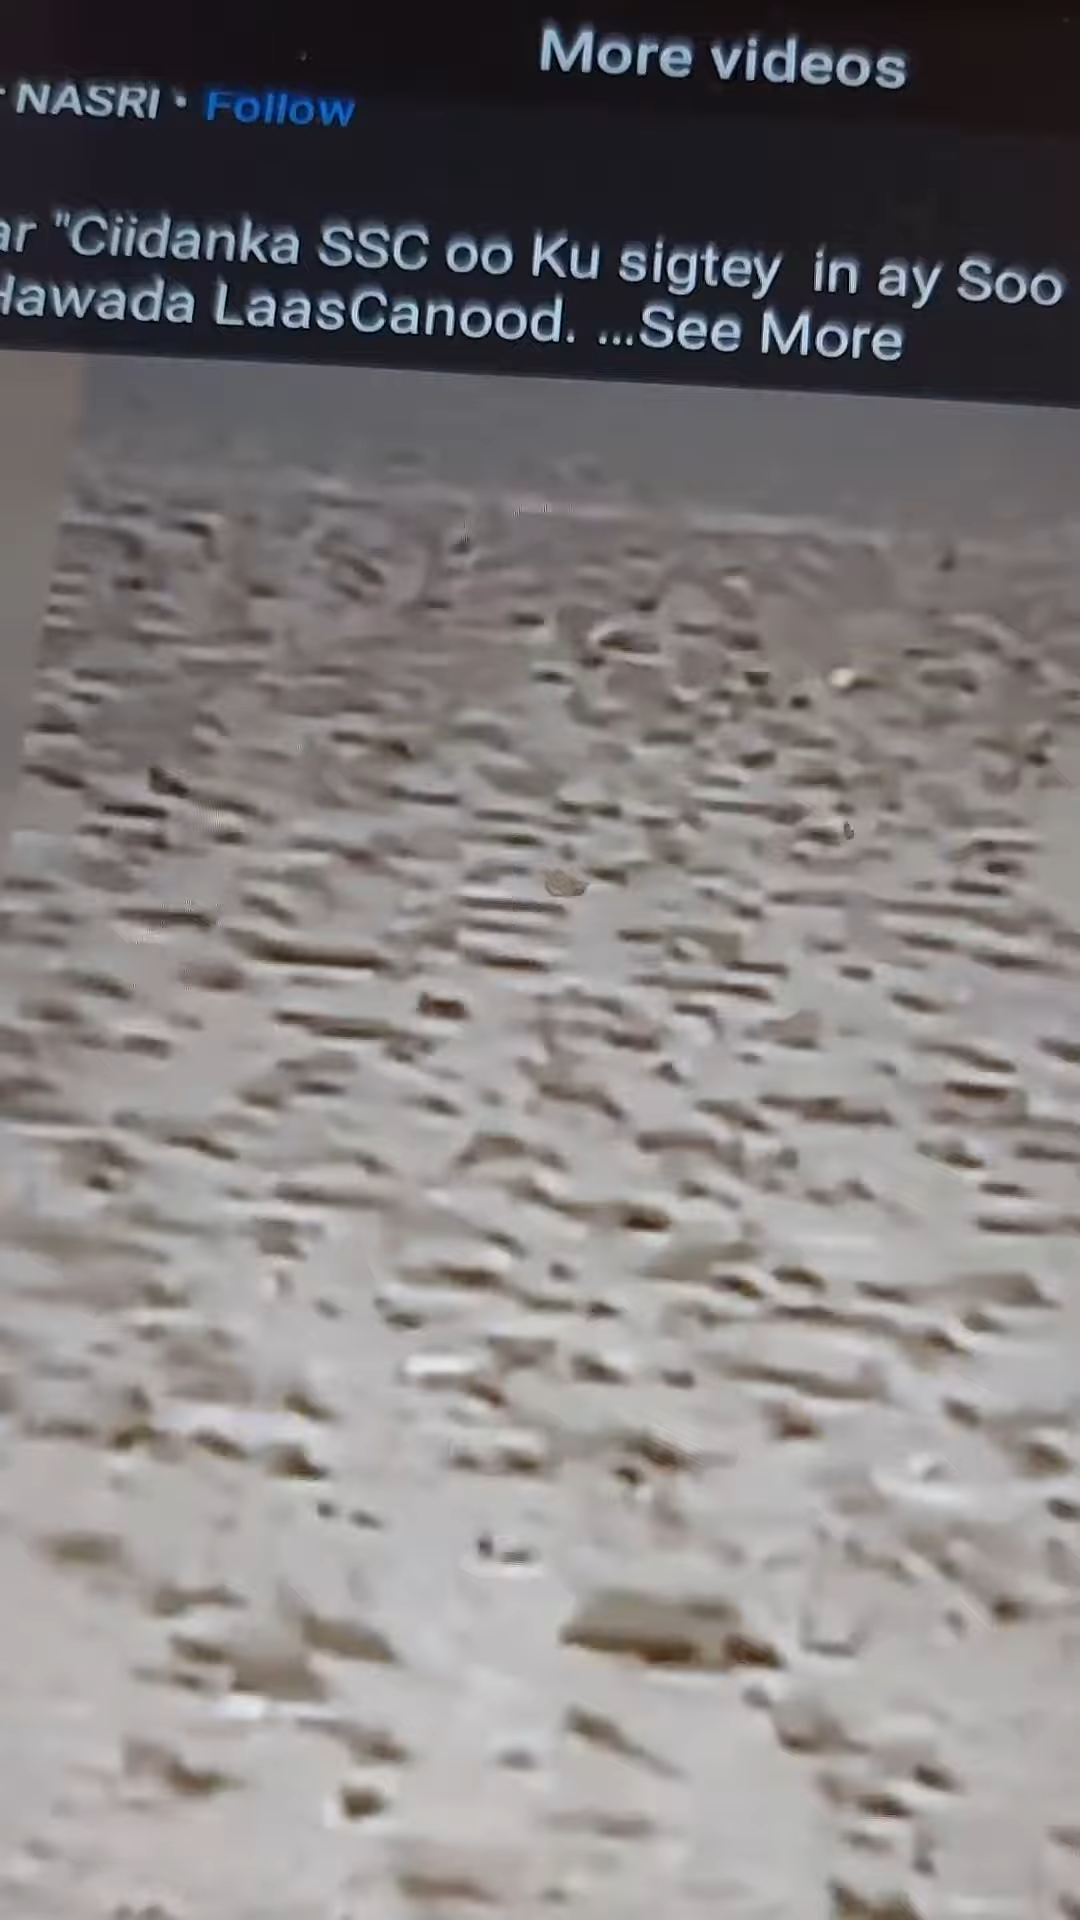 More videos
NASRI · Follow
ar "Ciidanka SSC oo Ku sigtey in ay Soo
Hawada LaasCanood. ...See More